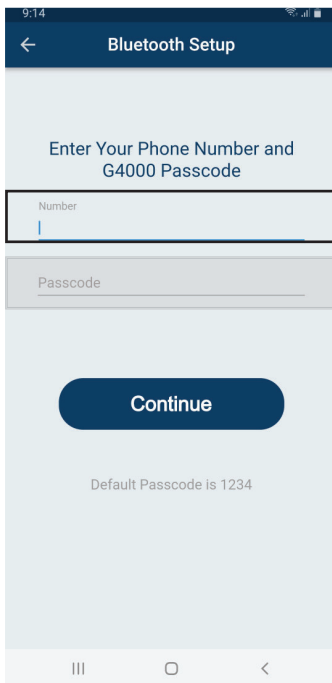 9:14
Bluetooth Setup
Enter Your Phone Number and
G4000 Passcode
Number
Passcode
Continue
Default Passcode is 1234